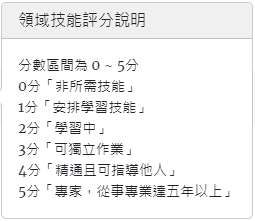 領域技能評分說明
分數區間為 0 ~ 5分
0分「非所需技能」
1分「安排學習技能」
2分「學習中」
3分「可獨立作業」
4分「精通且可指導他人」
5分「專家，從事專業達五年以上」